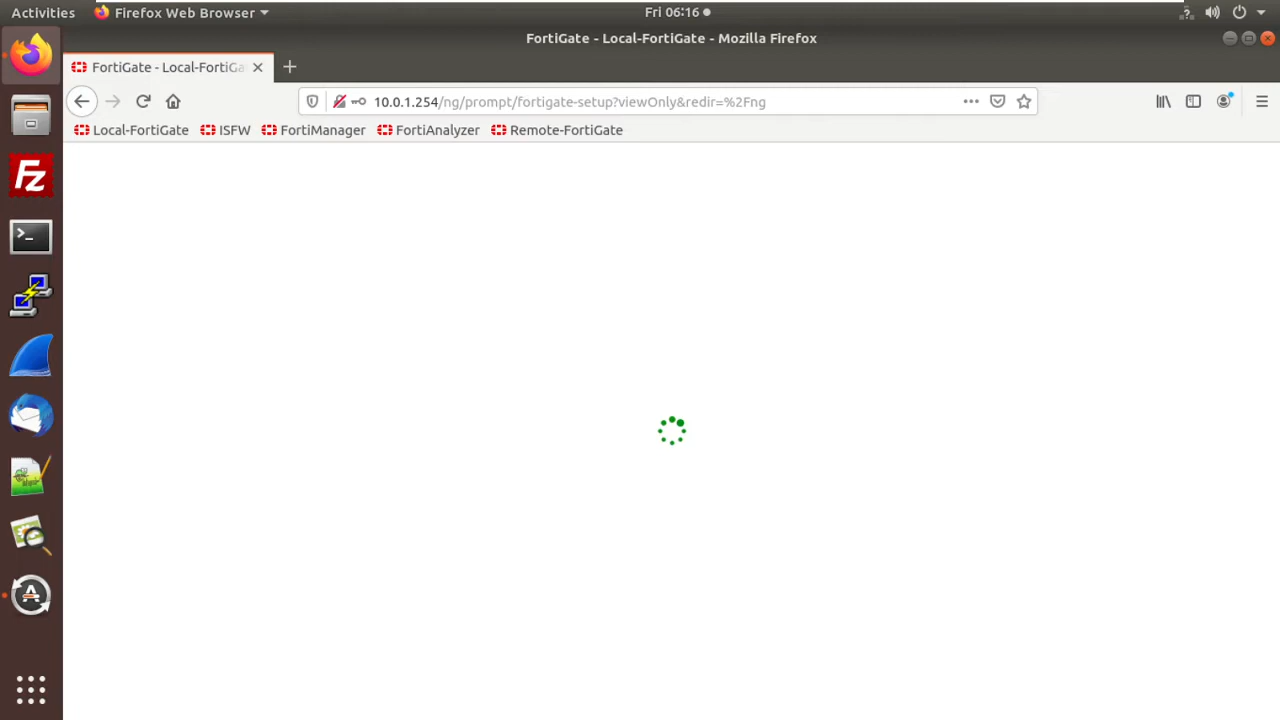 Activities Firefox Web Browser Fri 06:16
FortiGate - Local-FortiGate - Mozilla Firefox
FortiGate - Local-FortiGa
10.0.1.254/ng/prompt/fortigate-setup?viewOnly&redir=%2Fng
Local-FortiGate ISFW FortiManager FortiAnalyzer Remote-FortiGate